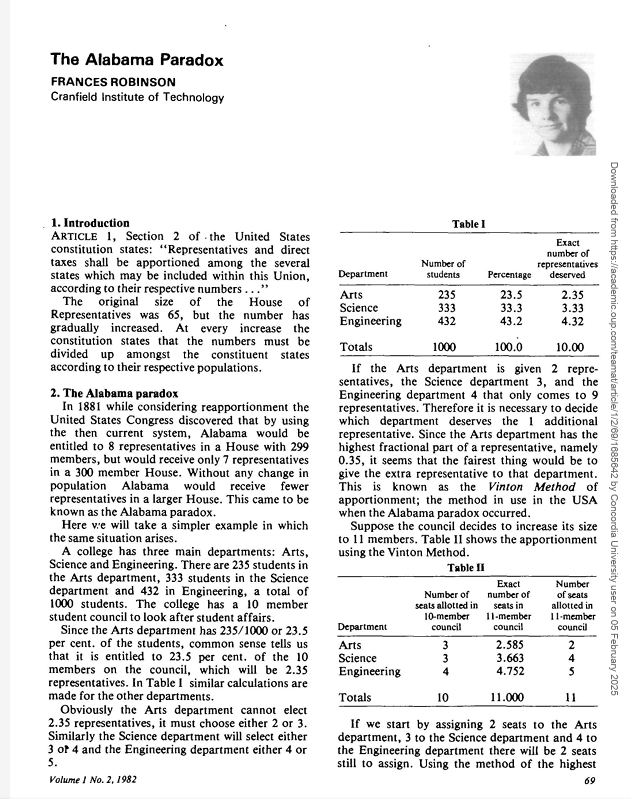 The Alabama Paradox
FRANCES ROBINSON
Cranfield Institute of Technology
1. Introduction
ARTICLE 1, Section 2 of the United States
constitution states: “Representatives and direct
taxes shall be apportioned among the several
states which may be included within this Union,
according to their respective numbers . . .”
The original size of the House of
Representatives was 65, but the number has
gradually increased. At every increase the
constitution states that the numbers must be
divided up amongst the constituent states
according to their respective populations.
2. The Alabama paradox
In 1881 while considering reapportionment the
United States Congress discovered that by using
the then current system, Alabama would be
entitled to 8 representatives in a House with 299
members, but would receive only 7 representatives
in a 300 member House. Without any change in
population Alabama would receive fewer
representatives in a larger House. This came to be
known as the Alabama paradox.
Here we will take a simpler example in which
the same situation arises.
A college has three main departments: Arts,
Science and Engineering. There are 235 students in
the Arts department, 333 students in the Science
department and 432 in Engineering, a total of
1000 students. The college has a 10 member
student council to look after student affairs.
Since the Arts department has 235/1000 or 23.5
per cent. of the students, common sense tells us
that it is entitled to 23.5 per cent. of the 10
members on the council, which will be 2.35
representatives. In Table I similar calculations are
made for the other departments.
Obviously the Arts department cannot elect
2.35 representatives, it must choose either 2 or 3.
Similarly the Science department will select either
3 or 4 and the Engineering department either 4 or
5.
Volume 1 No. 2, 1982
Table I
Exact
number of
Number of representatives
Department students Percentage deserved
Arts 235 23.5 2.35
Science 333 33.3 3.33
Engineering 432 43.2 4.32
Totals 1000 100.0 10.00
If the Arts department is given 2 repre-
sentatives, the Science department 3, and the
Engineering department 4 that only comes to 9
representatives. Therefore it is necessary to decide
which department deserves the 1 additional
representative. Since the Arts department has the
highest fractional part of a representative, namely
0.35, it seems that the fairest thing would be to
give the extra representative to that department.
This is known as the Vinton Method of
apportionment; the method in use in the USA
when the Alabama paradox occurred.
Suppose the council decides to increase its size
to 11 members. Table II shows the apportionment
using the Vinton Method.
Table II
Exact Number
Number of number of of seats
seats allotted in seats in allotted in
10-member 11-member 11-member
Department council council council
Arts 3 2.585 2
Science 3 3.663 4
Engineering 4 4.752 5
Totals 10 11.000 11
If we start by assigning 2 seats to the Arts
department, 3 to the Science department and 4 to
the Engineering department there will be 2 seats
still to assign. Using the method of the highest
69
Downloaded from https://academic.oup.com/teamat/article/1/2/69/1685642 by Concordia University user on 05 February 2025